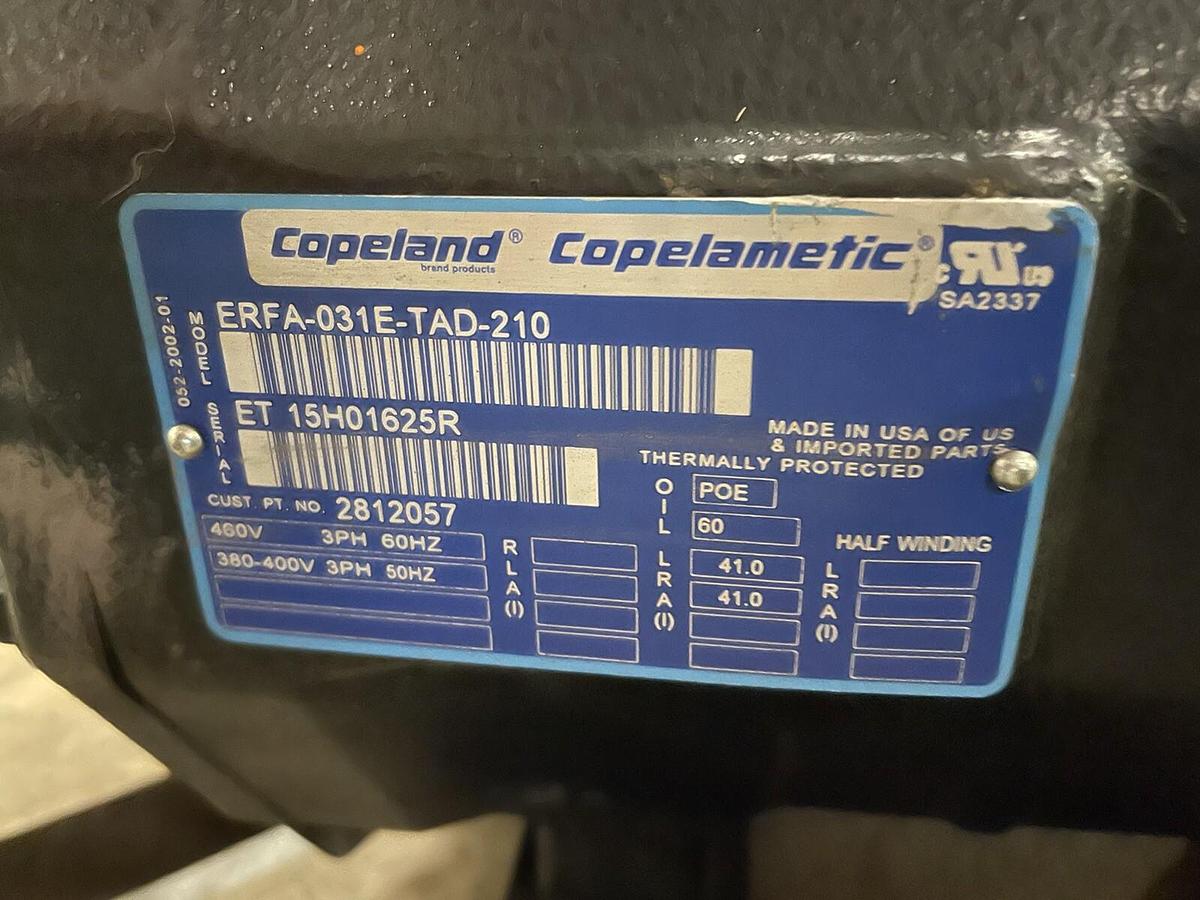 Copeland® Copelametic®
brand products
C RU US
SA2337
052-2002-01
MODEL
ERFA-031E-TAD-210
SERIAL
ET 15H01625R
MADE IN USA OF US
& IMPORTED PARTS
THERMALLY PROTECTED
CUST. PT. NO. 2812057
OIL
POE
60
460V 3PH 60HZ
380-400V 3PH 50HZ
RLA(I)
LRA(I)
41.0
41.0
HALF WINDING
LRA(I)